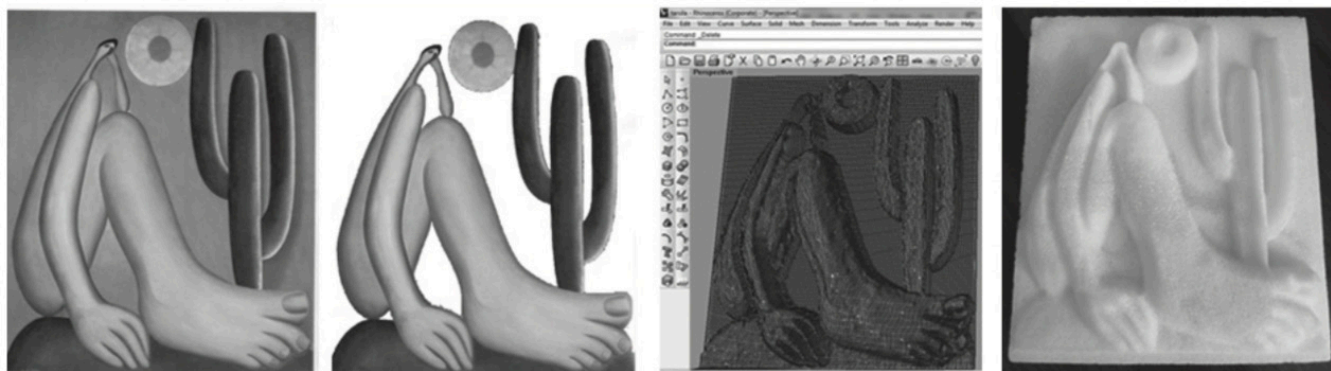 File Edit View Curve Surface Solid Mesh Dimension Transform Tools Analyze Render Help
Command: _Delete
Command:
Perspective